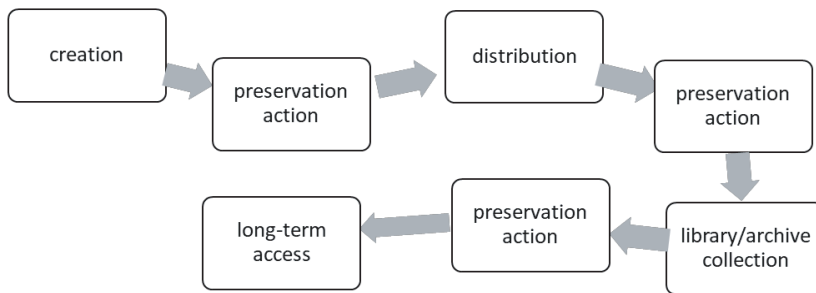 creation
preservation
action
distribution
preservation
action
library/archive
collection
preservation
action
long-term
access